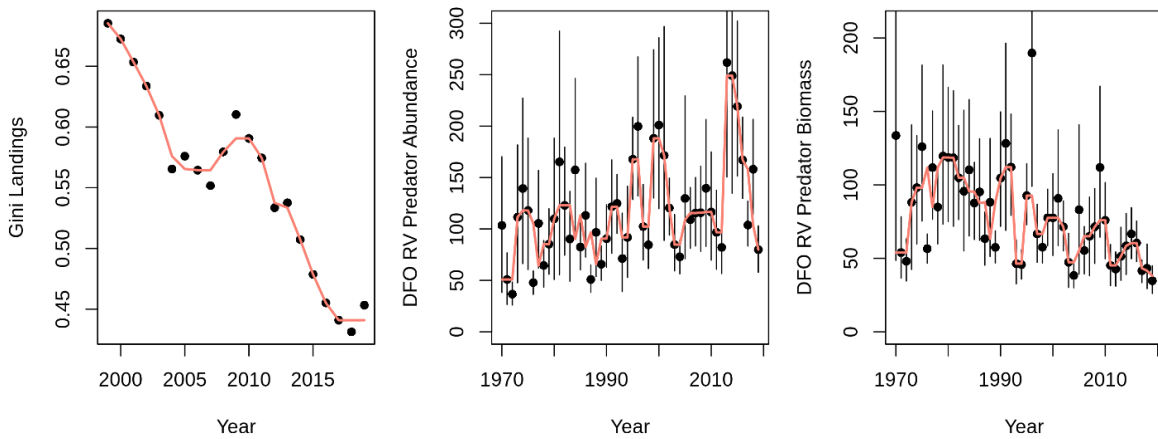 Gini Landings
0.65
0.60
0.55
0.50
0.45
2000 2005 2010 2015
Year
DFO RV Predator Abundance
300
250
200
150
100
50
0
1970 1990 2010
Year
DFO RV Predator Biomass
200
150
100
50
0
1970 1990 2010
Year